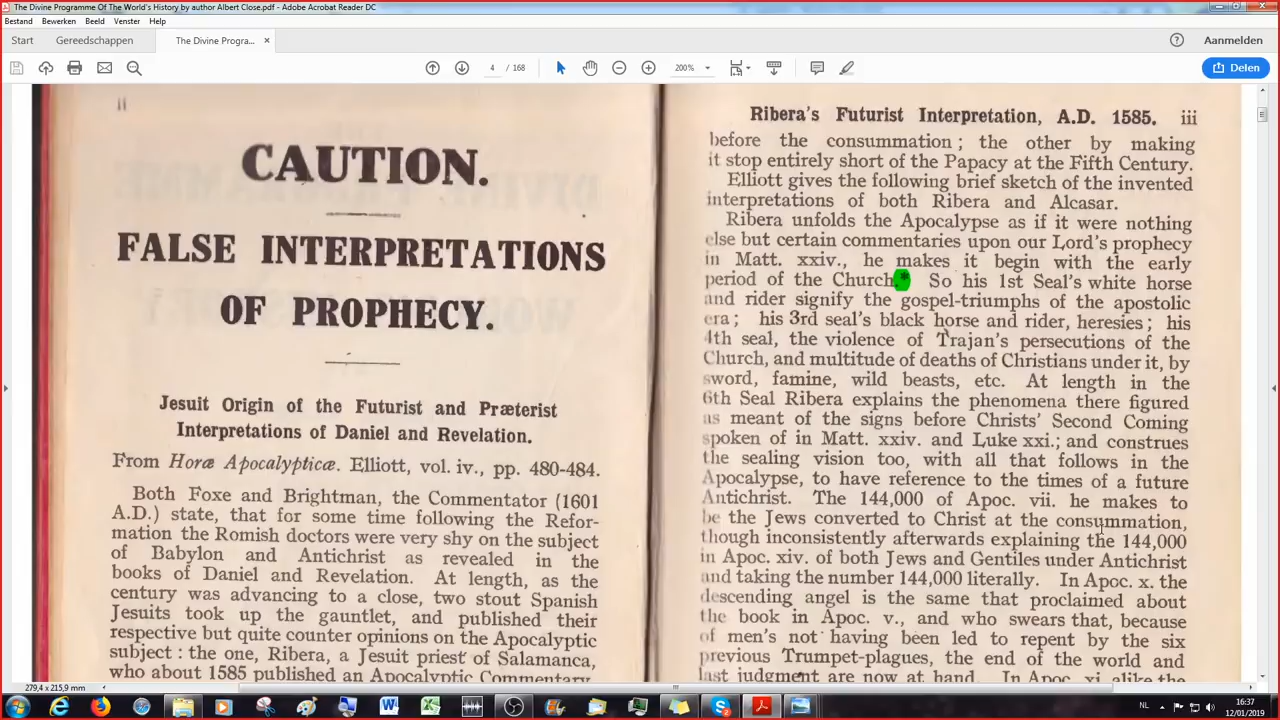 The Divine Programme Of The World's History by author Albert Close.pdf - Adobe Acrobat Reader DC
Bestand Bewerken Beeld Venster Help
Start Gereedschappen The Divine Progra... × Aanmelden
4 / 168 200% Delen
ii
CAUTION.
FALSE INTERPRETATIONS
OF PROPHECY.
Jesuit Origin of the Futurist and Præterist
Interpretations of Daniel and Revelation.
From Horæ Apocalypticæ. Elliott, vol. iv., pp. 480-484.
Both Foxe and Brightman, the Commentator (1601
A.D.) state, that for some time following the Refor-
mation the Romish doctors were very shy on the subject
of Babylon and Antichrist as revealed in the
books of Daniel and Revelation. At length, as the
century was advancing to a close, two stout Spanish
Jesuits took up the gauntlet, and published their
respective but quite counter opinions on the Apocalyptic
subject : the one, Ribera, a Jesuit priest of Salamanca,
who about 1585 published an Apocalyptic Commentary
Ribera's Futurist Interpretation, A.D. 1585. iii
before the consummation ; the other by making
it stop entirely short of the Papacy at the Fifth Century.
Elliott gives the following brief sketch of the invented
interpretations of both Ribera and Alcasar.
Ribera unfolds the Apocalypse as if it were nothing
else but certain commentaries upon our Lord's prophecy
in Matt. xxiv., he makes it begin with the early
period of the Church.* So his 1st Seal's white horse
and rider signify the gospel-triumphs of the apostolic
era ; his 3rd seal's black horse and rider, heresies ; his
4th seal, the violence of Trajan's persecutions of the
Church, and multitude of deaths of Christians under it, by
sword, famine, wild beasts, etc. At length in the
6th Seal Ribera explains the phenomena there figured
as meant of the signs before Christs' Second Coming
spoken of in Matt. xxiv. and Luke xxi.; and construes
the sealing vision too, with all that follows in the
Apocalypse, to have reference to the times of a future
Antichrist. The 144,000 of Apoc. vii. he makes to
be the Jews converted to Christ at the consummation,
though inconsistently afterwards explaining the 144,000
in Apoc. xiv. of both Jews and Gentiles under Antichrist
and taking the number 144,000 literally. In Apoc. x. the
descending angel is the same that proclaimed about
the book in Apoc. v., and who swears that, because
of men's not having been led to repent by the six
previous Trumpet-plagues, the end of the world and
last judgment are now at hand. In Apoc. xi. alike the
279,4 x 215,9 mm
NL 16:37
12/01/2019